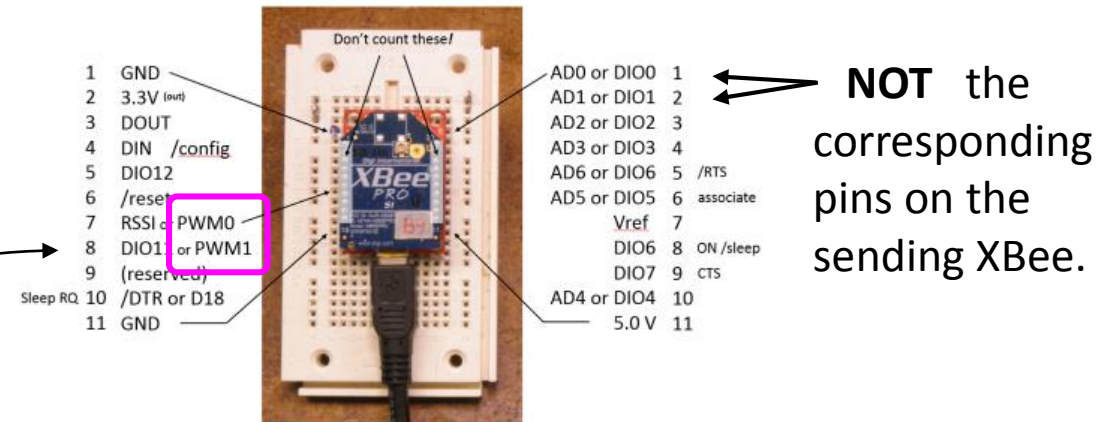 Don't count these!
1 GND
2 3.3V (out)
3 DOUT
4 DIN /config
5 DIO12
6 /reset
7 RSSI or PWM0
8 DIO11 or PWM1
9 (reserved)
Sleep RQ 10 /DTR or D18
11 GND
XBee
PRO
S1
AD0 or DIO0 1
AD1 or DIO1 2
AD2 or DIO2 3
AD3 or DIO3 4
AD6 or DIO6 5 /RTS
AD5 or DIO5 6 associate
Vref 7
DIO6 8 ON /sleep
DIO7 9 CTS
AD4 or DIO4 10
5.0 V 11
NOT the
corresponding
pins on the
sending XBee.